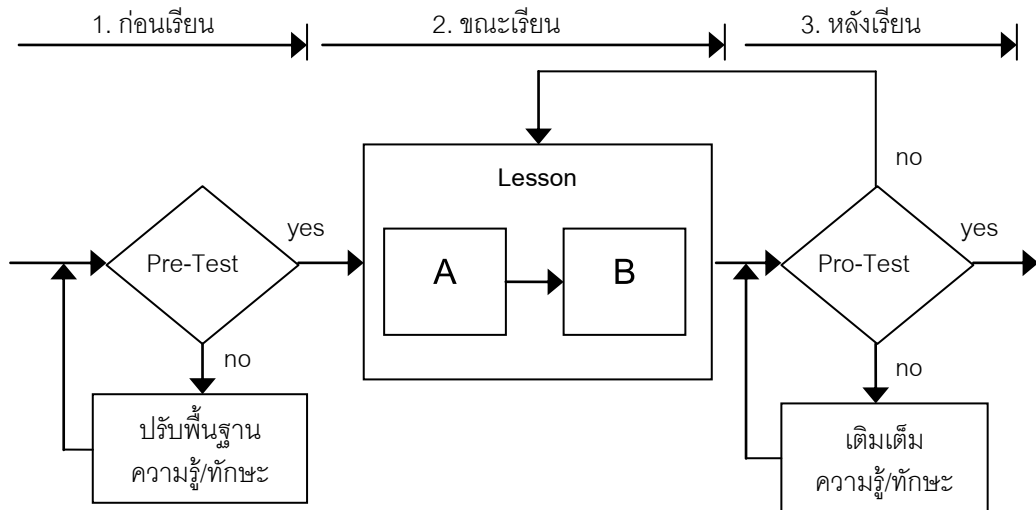 1. ก่อนเรียน
2. ขณะเรียน
3. หลังเรียน
Lesson
no
yes
yes
Pre-Test
A
B
Pro-Test
no
no
ปรับพื้นฐาน
ความรู้/ทักษะ
เติมเต็ม
ความรู้/ทักษะ